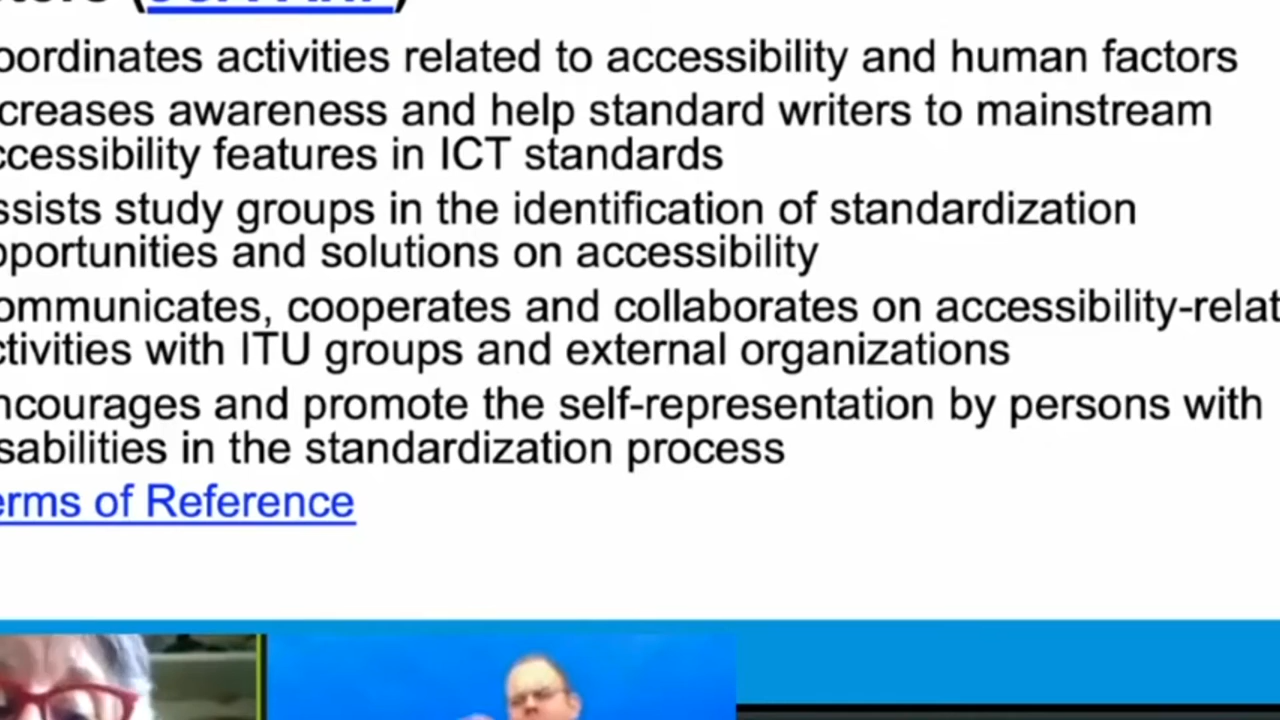 oordinates activities related to accessibility and human factors
creases awareness and help standard writers to mainstream
ccessibility features in ICT standards
ssists study groups in the identification of standardization
pportunities and solutions on accessibility
ommunicates, cooperates and collaborates on accessibility-relat
ctivities with ITU groups and external organizations
ncourages and promote the self-representation by persons with
sabilities in the standardization process
erms of Reference